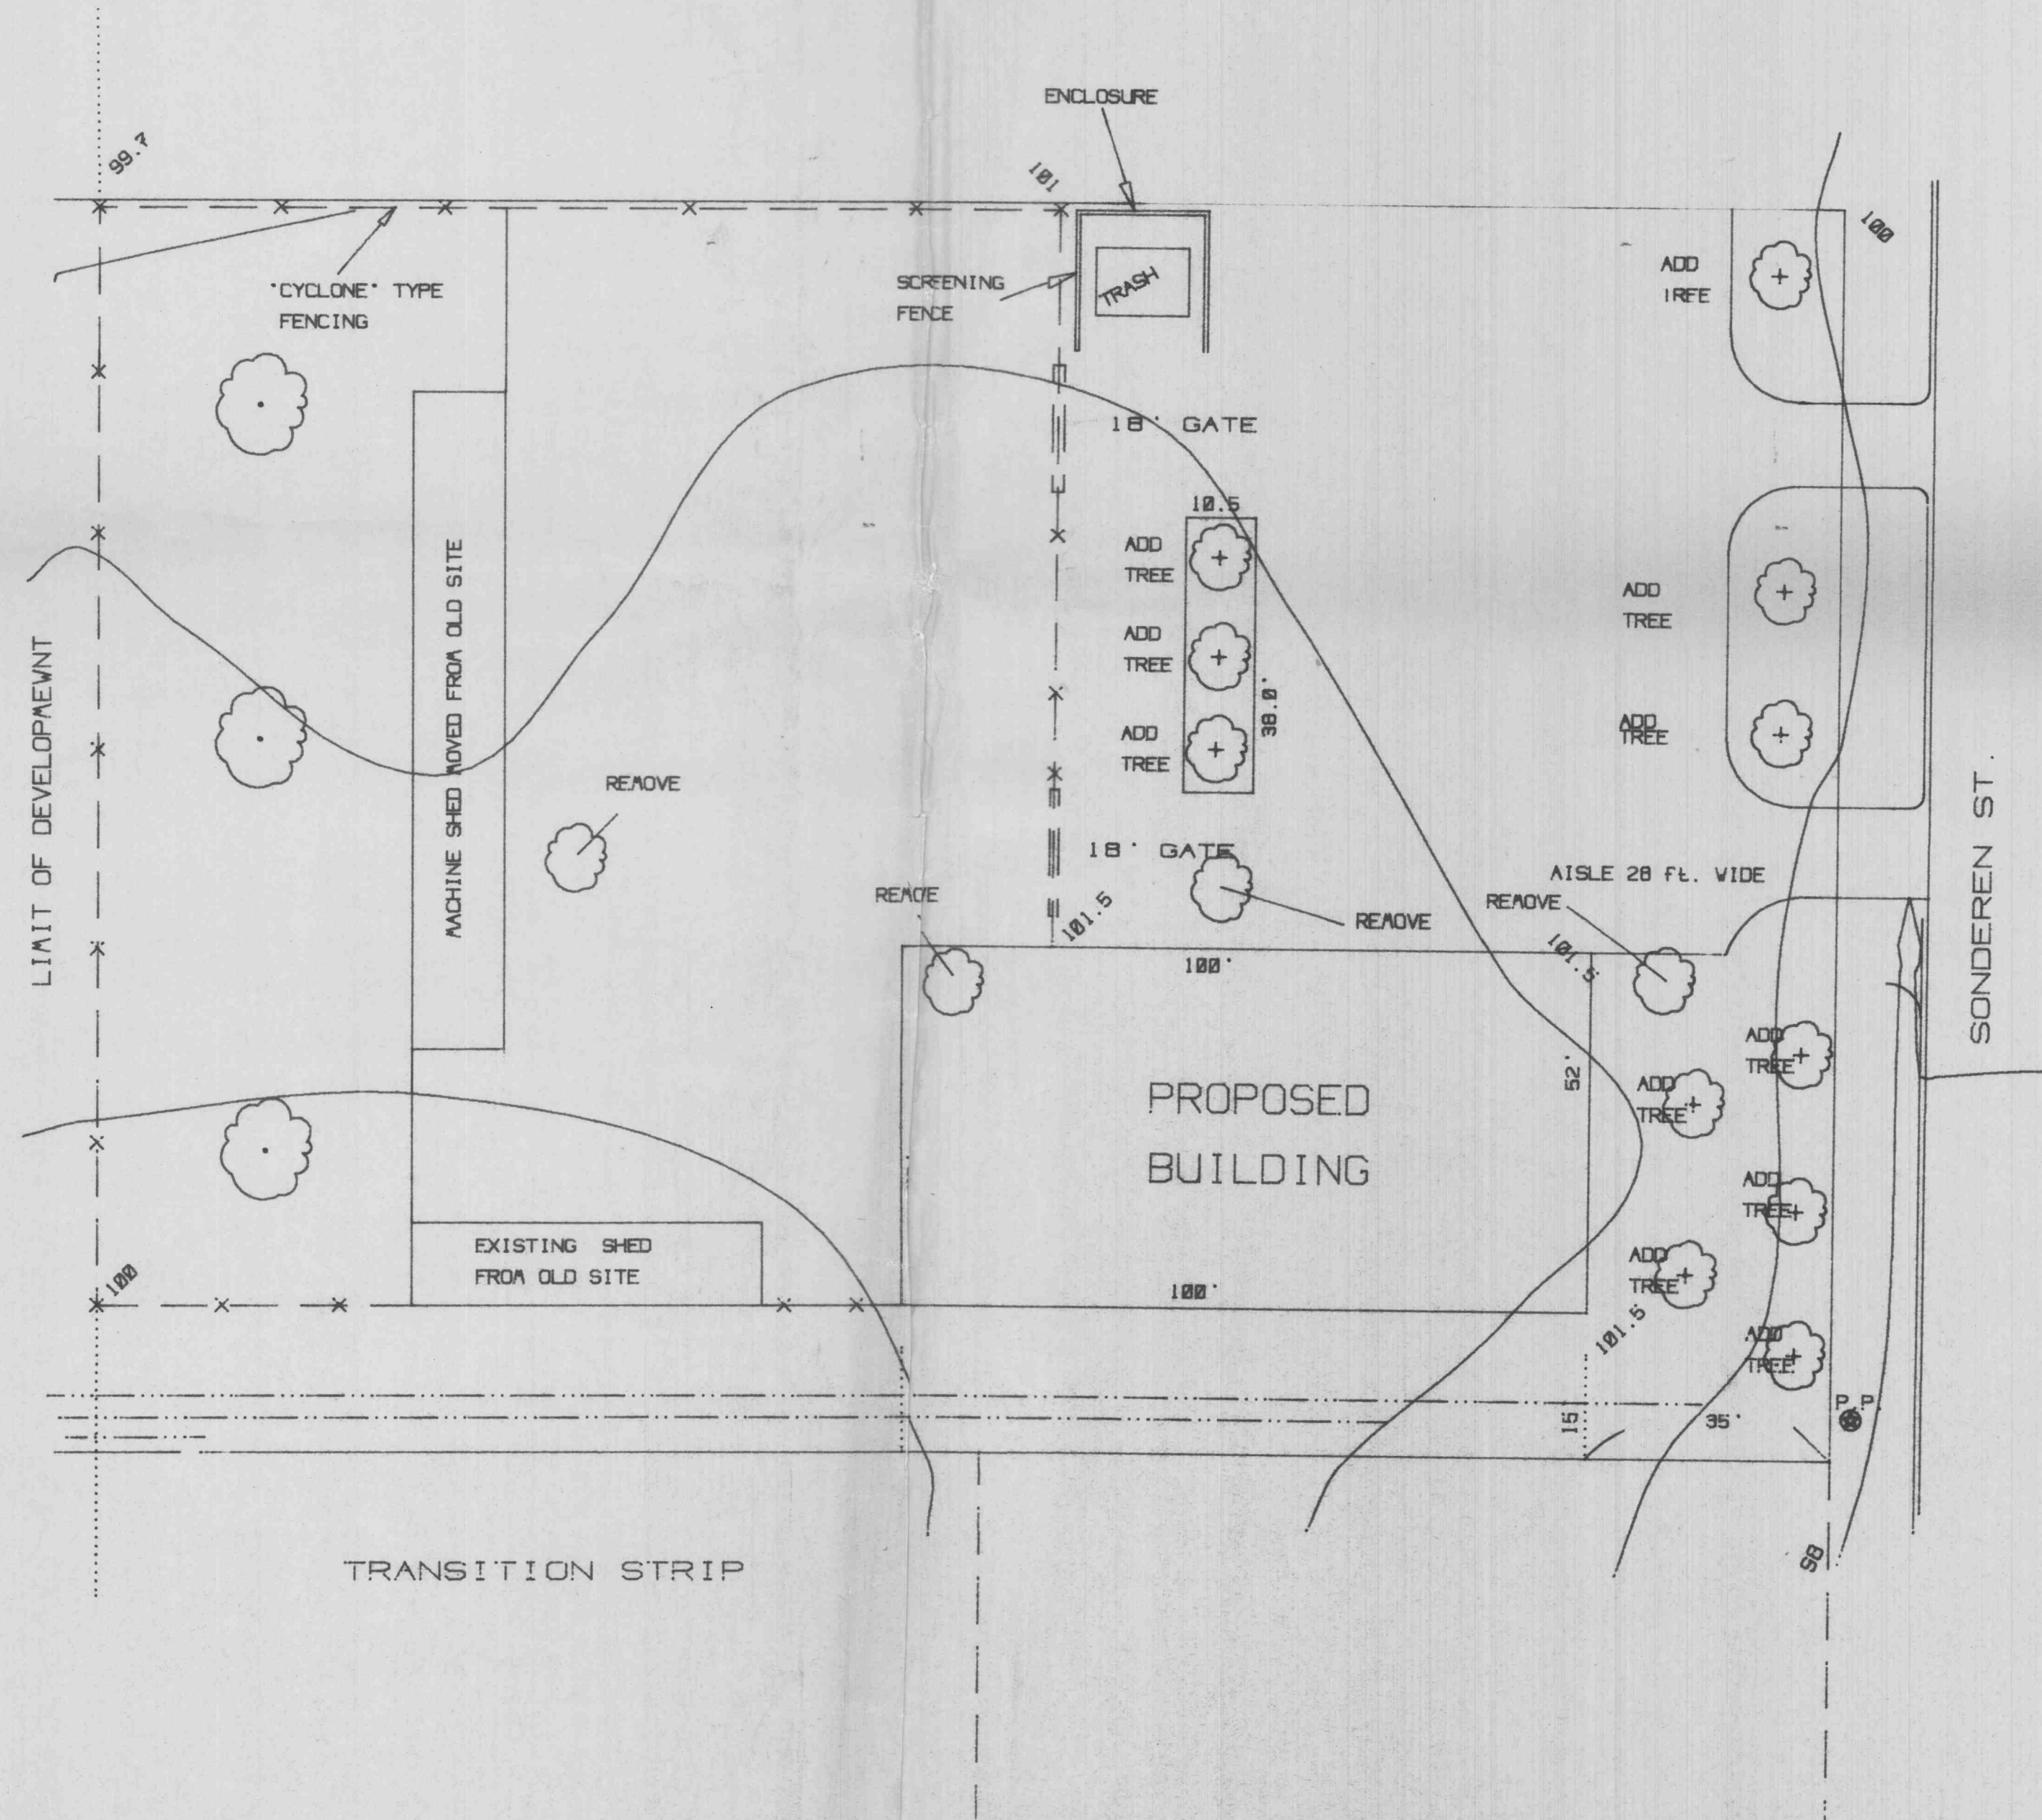 ENCLOSURE
99.7
101
100
'CYCLONE' TYPE
FENCING
SCREENING
FENCE
TRASH
ADD
TREE
18' GATE
10.5
ADD
TREE
ADD
TREE
ADD
TREE
38.0'
ADD
TREE
ADD
TREE
LIMIT OF DEVELOPMEWNT
MACHINE SHED MOVED FROM OLD SITE
REMOVE
18' GATE
REMOVE
REMOVE
AISLE 28 Ft. WIDE
REMOVE
SONDEREN ST.
101.5
101.5
100'
52'
PROPOSED
BUILDING
100'
ADD
TREE
ADD
TREE
ADD
TREE
ADD
TREE
ADD
TREE
EXISTING SHED
FROM OLD SITE
100
101.5
15'
35'
P.P.
TRANSITION STRIP